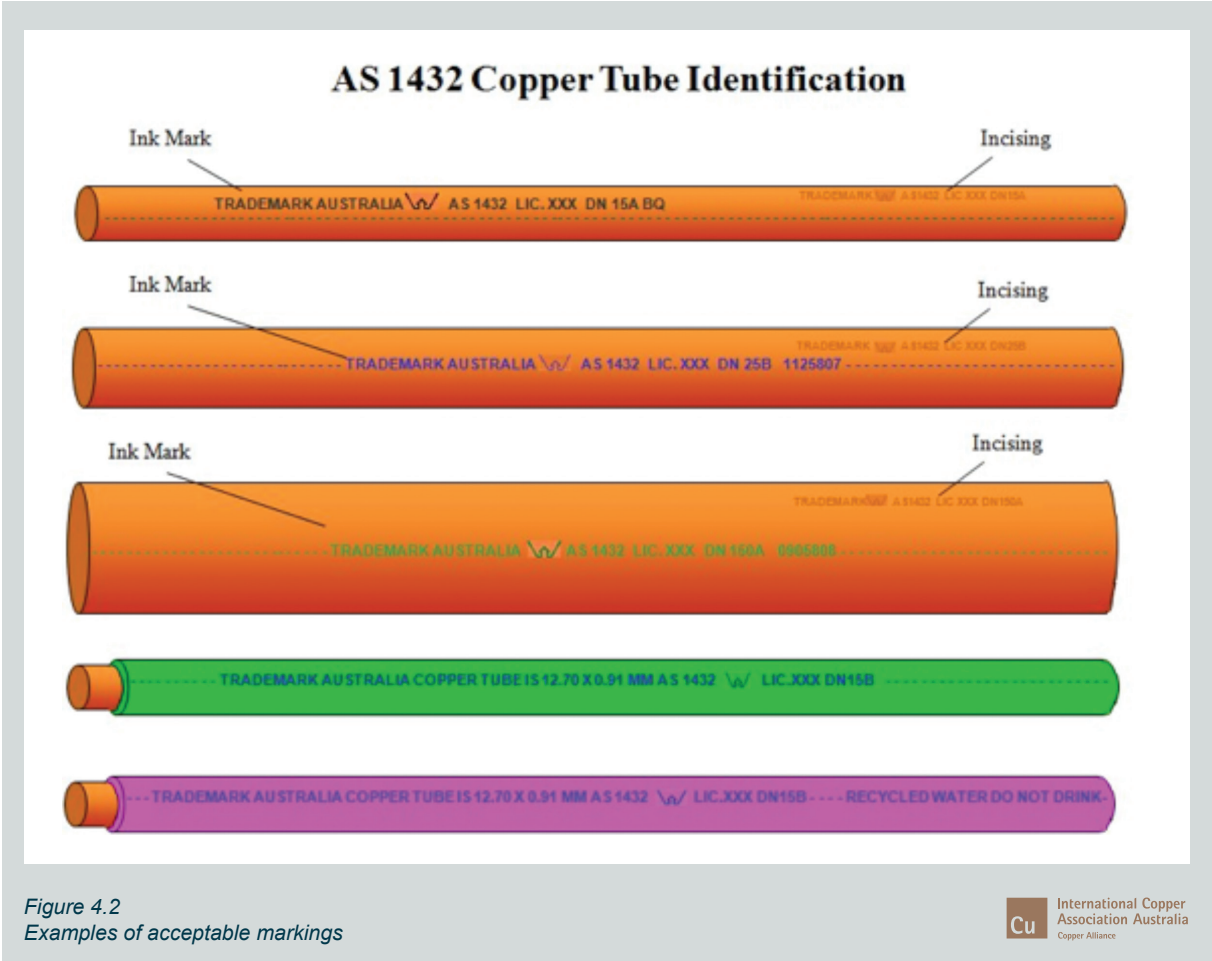 AS 1432 Copper Tube Identification
Ink Mark
Incising
TRADEMARK AUSTRALIA AS 1432 LIC. XXX DN 15A BQ
TRADEMARK AS1432 LIC XXX DN15A
Ink Mark
Incising
TRADEMARK AUSTRALIA AS 1432 LIC. XXX DN 25B 1125807
TRADEMARK AS1432 LIC XXX DN25B
Ink Mark
Incising
TRADEMARK AUSTRALIA AS 1432 LIC. XXX DN 150A 0905806
TRADEMARK AS1432 LIC XXX DN150A
TRADEMARK AUSTRALIA COPPER TUBE IS 12.70 X 0.91 MM AS 1432 LIC.XXX DN15B
TRADEMARK AUSTRALIA COPPER TUBE IS 12.70 X 0.91 MM AS 1432 LIC.XXX DN15B - - - - RECYCLED WATER DO NOT DRINK-
Figure 4.2
Examples of acceptable markings
Cu
International Copper
Association Australia
Copper Alliance